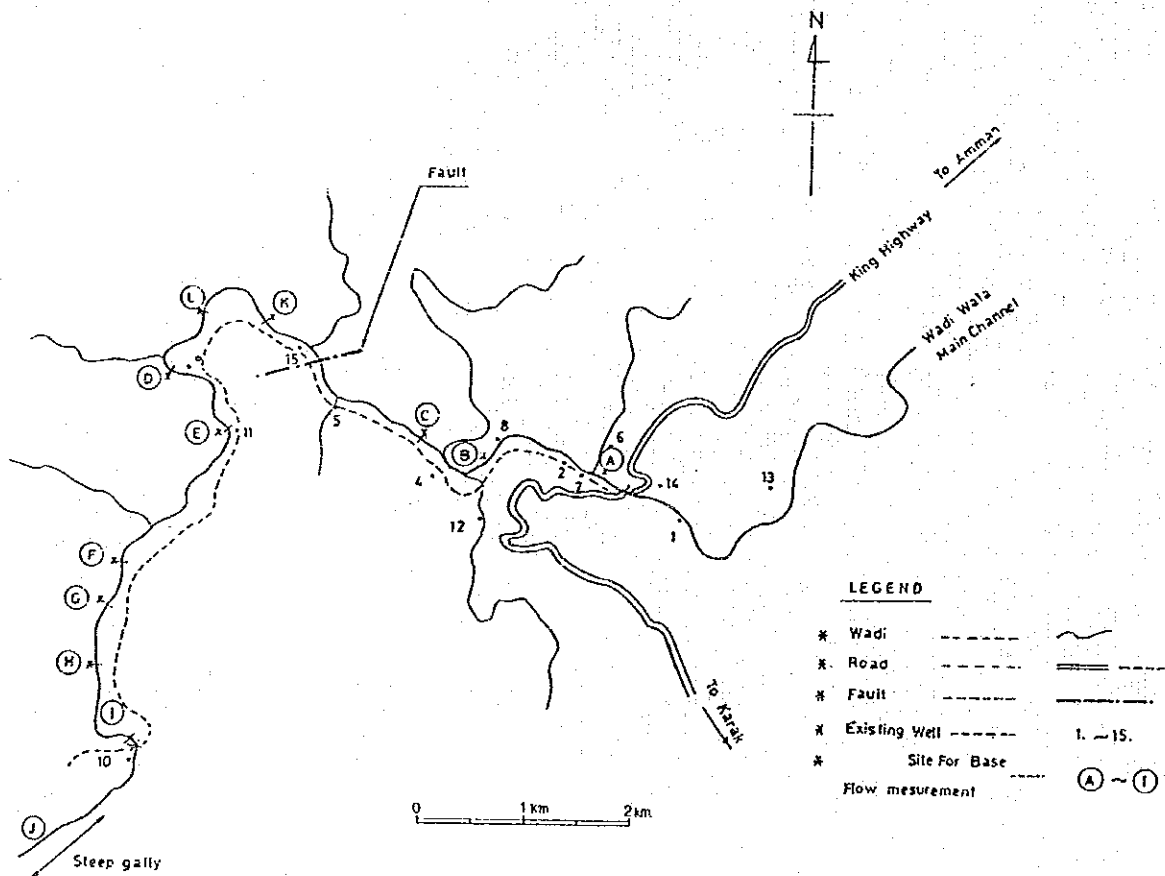 N
To Amman
King Highway
Wadi Wala
Main Channel
Fault
L
K
15
9
D
E
11
5
C
8
B
4
6
A
2
7
14
13
12
1
F
G
H
I
10
J
Steep gally
To Karak
0 1 Km 2 km
LEGEND
* Wadi
* Road
* Fault
* Existing Well 1. ~ 15.
* Site For Base
Flow mesurement A ~ I